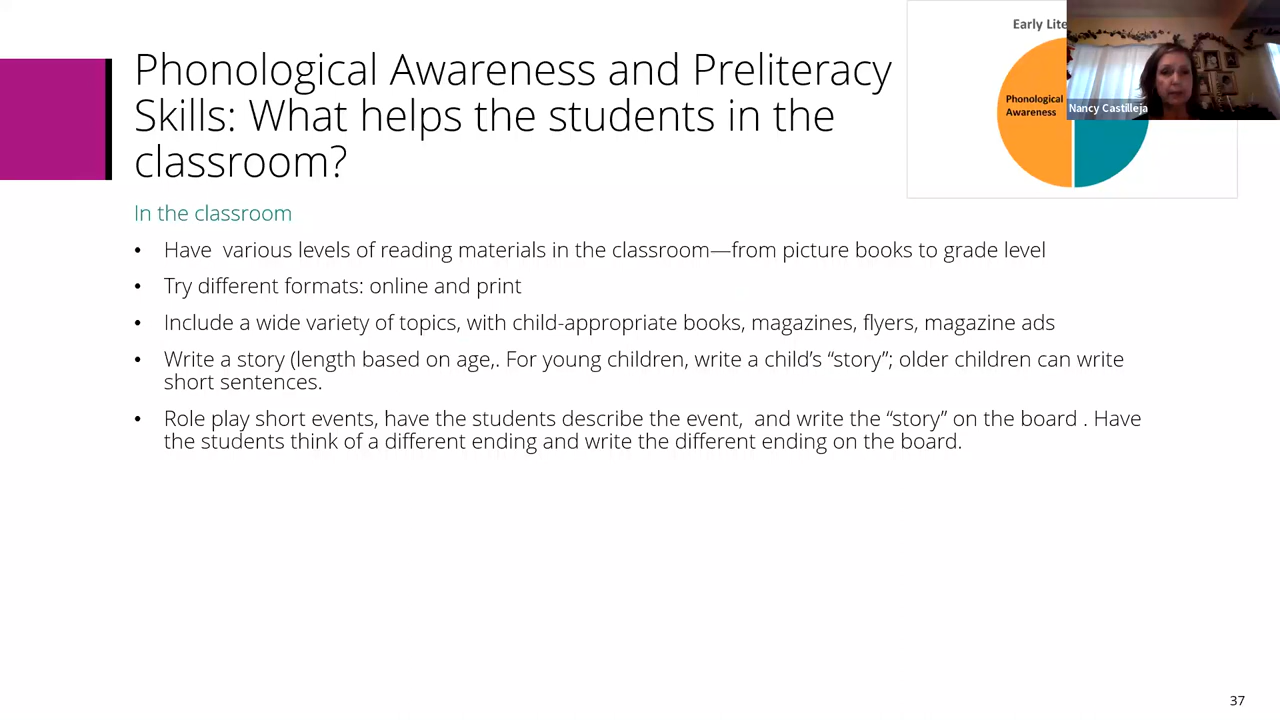 Phonological Awareness and Preliteracy
Skills: What helps the students in the
classroom?
Early Lite
Phonological
Awareness
Nancy Castilleja
In the classroom
• Have  various levels of reading materials in the classroom—from picture books to grade level
• Try different formats: online and print
• Include a wide variety of topics, with child-appropriate books, magazines, flyers, magazine ads
• Write a story (length based on age,. For young children, write a child’s “story”; older children can write
short sentences.
• Role play short events, have the students describe the event,  and write the “story” on the board . Have
the students think of a different ending and write the different ending on the board.
37